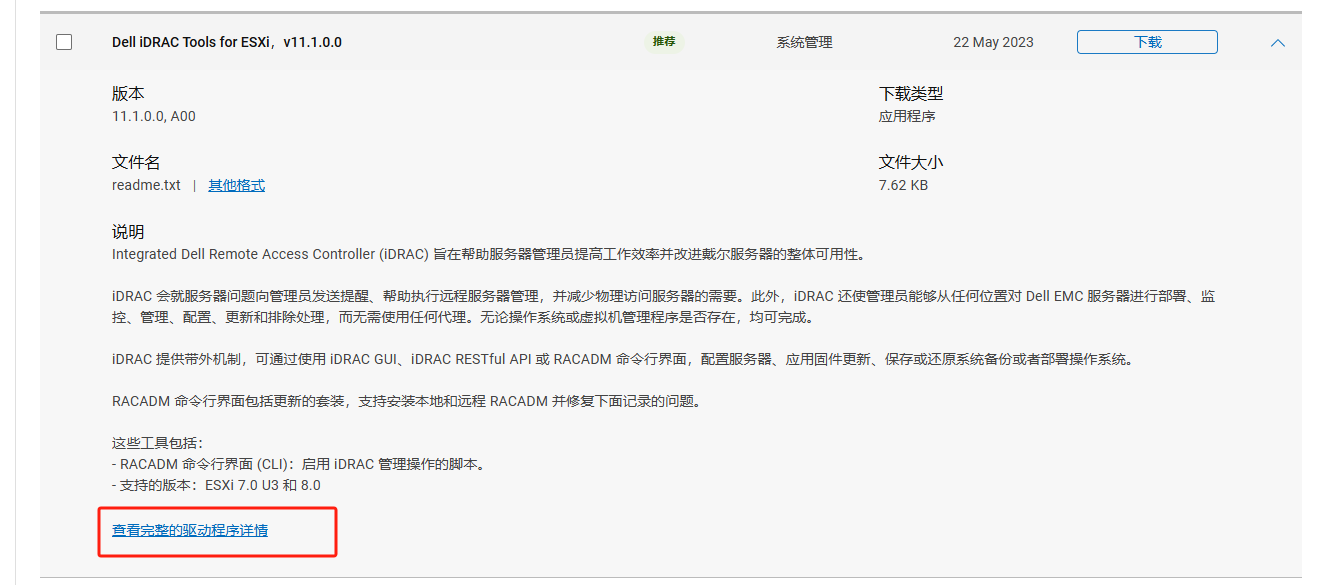 Dell iDRAC Tools for ESXi，v11.1.0.0 推荐 系统管理 22 May 2023 下载
版本
11.1.0.0, A00
下载类型
应用程序
文件名
readme.txt | 其他格式
文件大小
7.62 KB
说明
Integrated Dell Remote Access Controller (iDRAC) 旨在帮助服务器管理员提高工作效率并改进戴尔服务器的整体可用性。
iDRAC 会就服务器问题向管理员发送提醒、帮助执行远程服务器管理，并减少物理访问服务器的需要。此外，iDRAC 还使管理员能够从任何位置对 Dell EMC 服务器进行部署、监
控、管理、配置、更新和排除处理，而无需使用任何代理。无论操作系统或虚拟机管理程序是否存在，均可完成。
iDRAC 提供带外机制，可通过使用 iDRAC GUI、iDRAC RESTful API 或 RACADM 命令行界面，配置服务器、应用固件更新、保存或还原系统备份或者部署操作系统。
RACADM 命令行界面包括更新的套装，支持安装本地和远程 RACADM 并修复下面记录的问题。
这些工具包括：
- RACADM 命令行界面 (CLI)：启用 iDRAC 管理操作的脚本。
- 支持的版本：ESXi 7.0 U3 和 8.0
查看完整的驱动程序详情